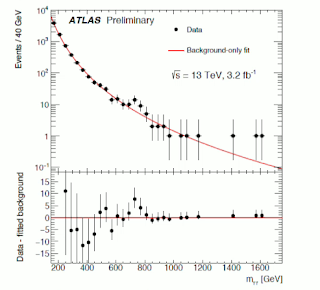 ATLAS Preliminary
Data
Background-only fit
√s = 13 TeV, 3.2 fb⁻¹
Events / 40 GeV
10⁴
10³
10²
10
1
10⁻¹
Data - fitted background
15
10
5
0
−5
−10
−15
200 400 600 800 1000 1200 1400 1600
mγγ [GeV]